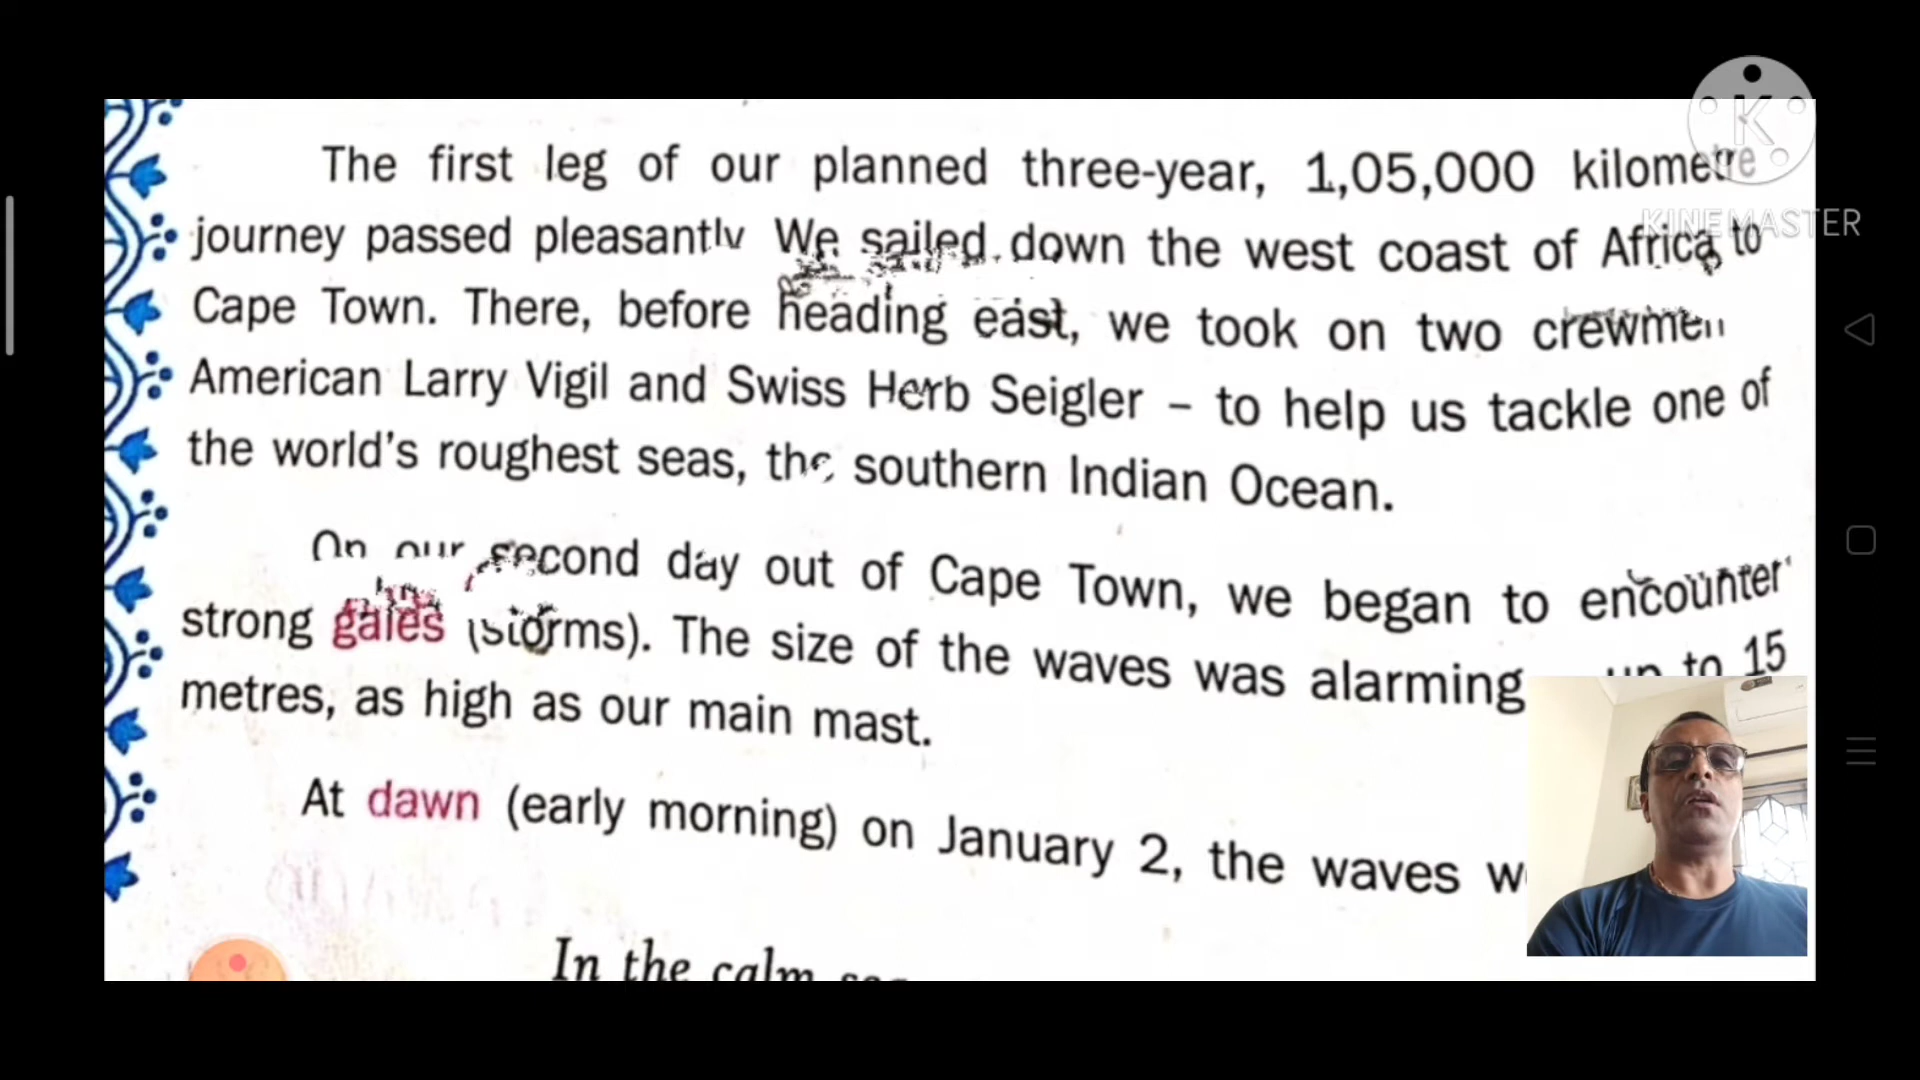 The first leg of our planned three-year, 1,05,000 kilometre
journey passed pleasantly We sailed down the west coast of Africa to
Cape Town. There, before heading east, we took on two crewmen
American Larry Vigil and Swiss Herb Seigler – to help us tackle one of
the world's roughest seas, the southern Indian Ocean.
On our second day out of Cape Town, we began to encounter
strong gales (storms). The size of the waves was alarming up to 15
metres, as high as our main mast.
At dawn (early morning) on January 2, the waves
In the calm
K
KINEMASTER